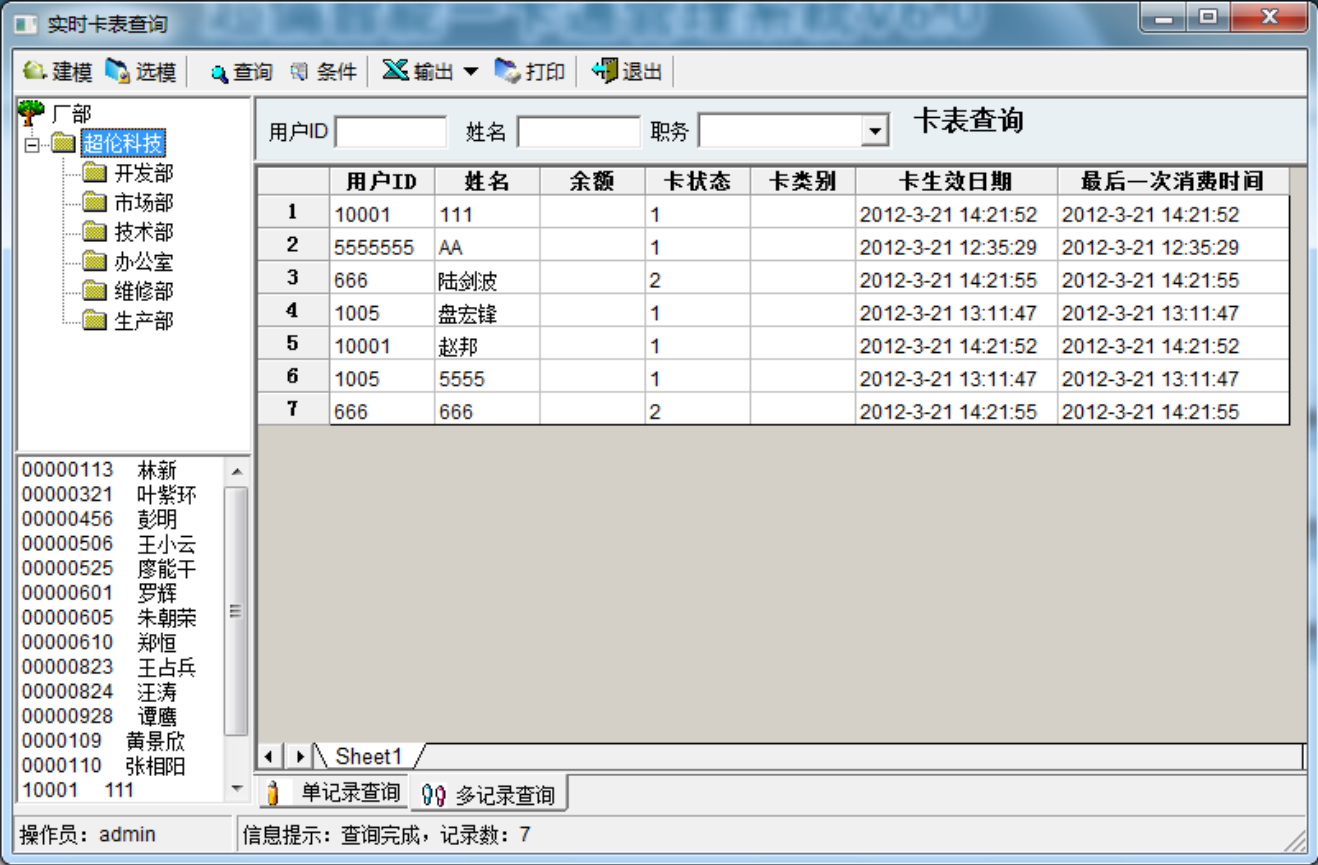 实时卡表查询
建模 选模 查询 条件 输出 打印 退出
厂部
超伦科技
开发部
市场部
技术部
办公室
维修部
生产部
用户ID 姓名 职务 卡表查询
用户ID 姓名 余额 卡状态 卡类别 卡生效日期 最后一次消费时间
1 10001 111 1 2012-3-21 14:21:52 2012-3-21 14:21:52
2 5555555 AA 1 2012-3-21 12:35:29 2012-3-21 12:35:29
3 666 陆剑波 2 2012-3-21 14:21:55 2012-3-21 14:21:55
4 1005 盘宏锋 1 2012-3-21 13:11:47 2012-3-21 13:11:47
5 10001 赵邦 1 2012-3-21 14:21:52 2012-3-21 14:21:52
6 1005 5555 1 2012-3-21 13:11:47 2012-3-21 13:11:47
7 666 666 2 2012-3-21 14:21:55 2012-3-21 14:21:55
00000113 林新
00000321 叶紫环
00000456 彭明
00000506 王小云
00000525 廖能干
00000601 罗辉
00000605 朱朝荣
00000610 郑恒
00000823 王占兵
00000824 汪涛
00000928 谭鹰
0000109 黄景欣
0000110 张相阳
10001 111
Sheet1
单记录查询 多记录查询
操作员：admin 信息提示：查询完成，记录数：7